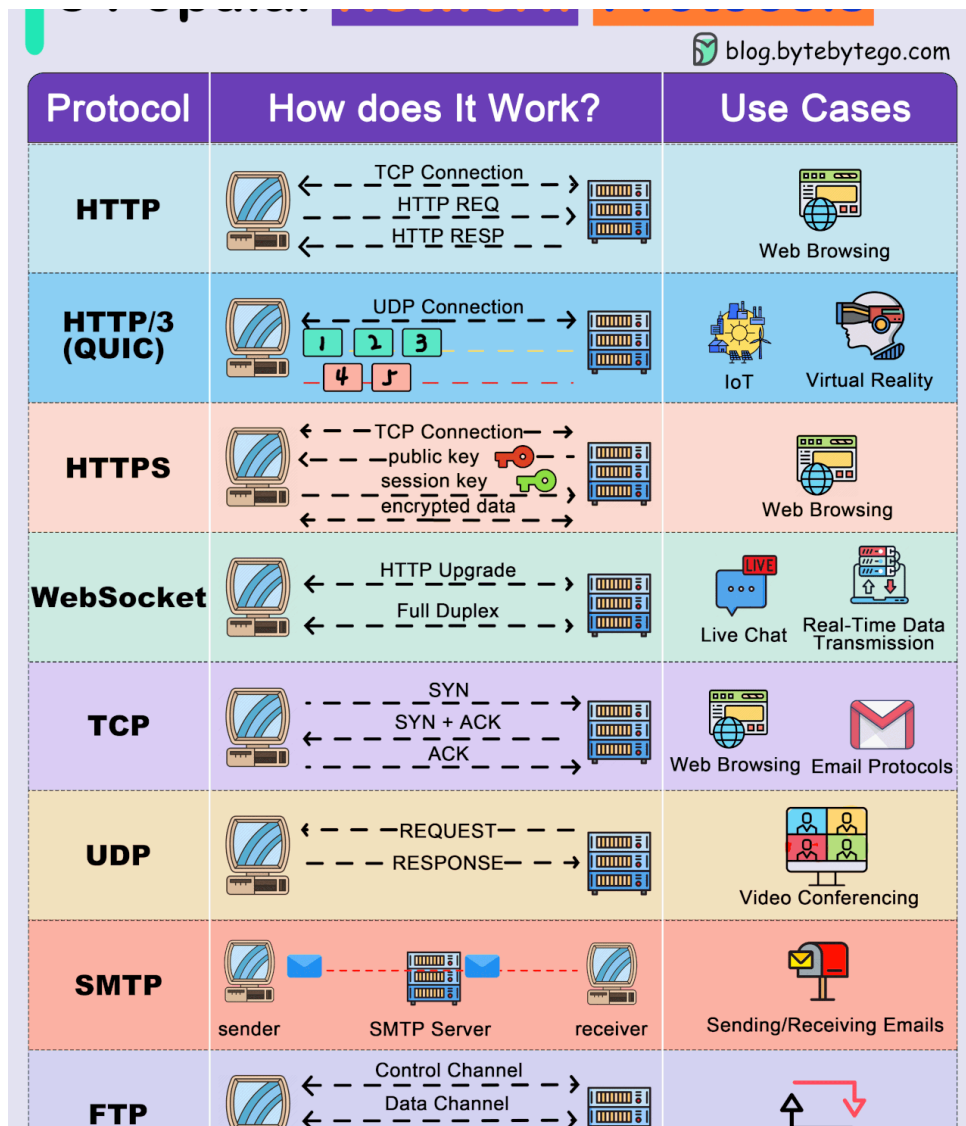 8 Popular Network Protocols
blog.bytebytego.com
Protocol
How does It Work?
Use Cases
HTTP
TCP Connection
HTTP REQ
HTTP RESP
Web Browsing
HTTP/3
(QUIC)
UDP Connection
1 2 3
4 5
IoT
Virtual Reality
HTTPS
TCP Connection
public key
session key
encrypted data
Web Browsing
WebSocket
HTTP Upgrade
Full Duplex
LIVE
Live Chat
Real-Time Data
Transmission
TCP
SYN
SYN + ACK
ACK
Web Browsing
Email Protocols
UDP
REQUEST
RESPONSE
Video Conferencing
SMTP
sender
SMTP Server
receiver
Sending/Receiving Emails
FTP
Control Channel
Data Channel